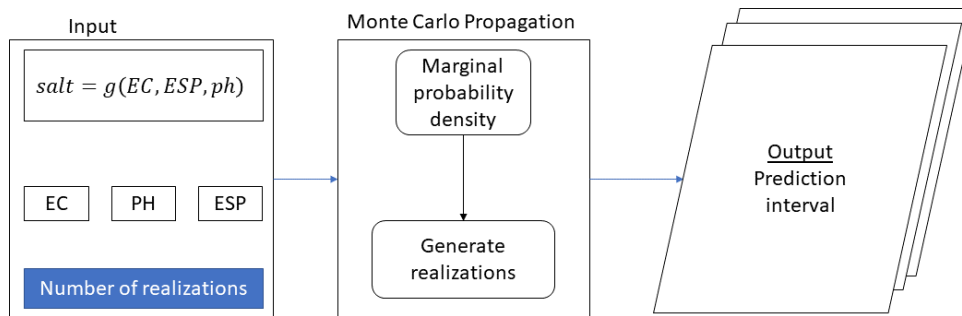 Input
salt = g(EC, ESP, ph)
EC
PH
ESP
Number of realizations
Monte Carlo Propagation
Marginal
probability
density
Generate
realizations
Output
Prediction
interval